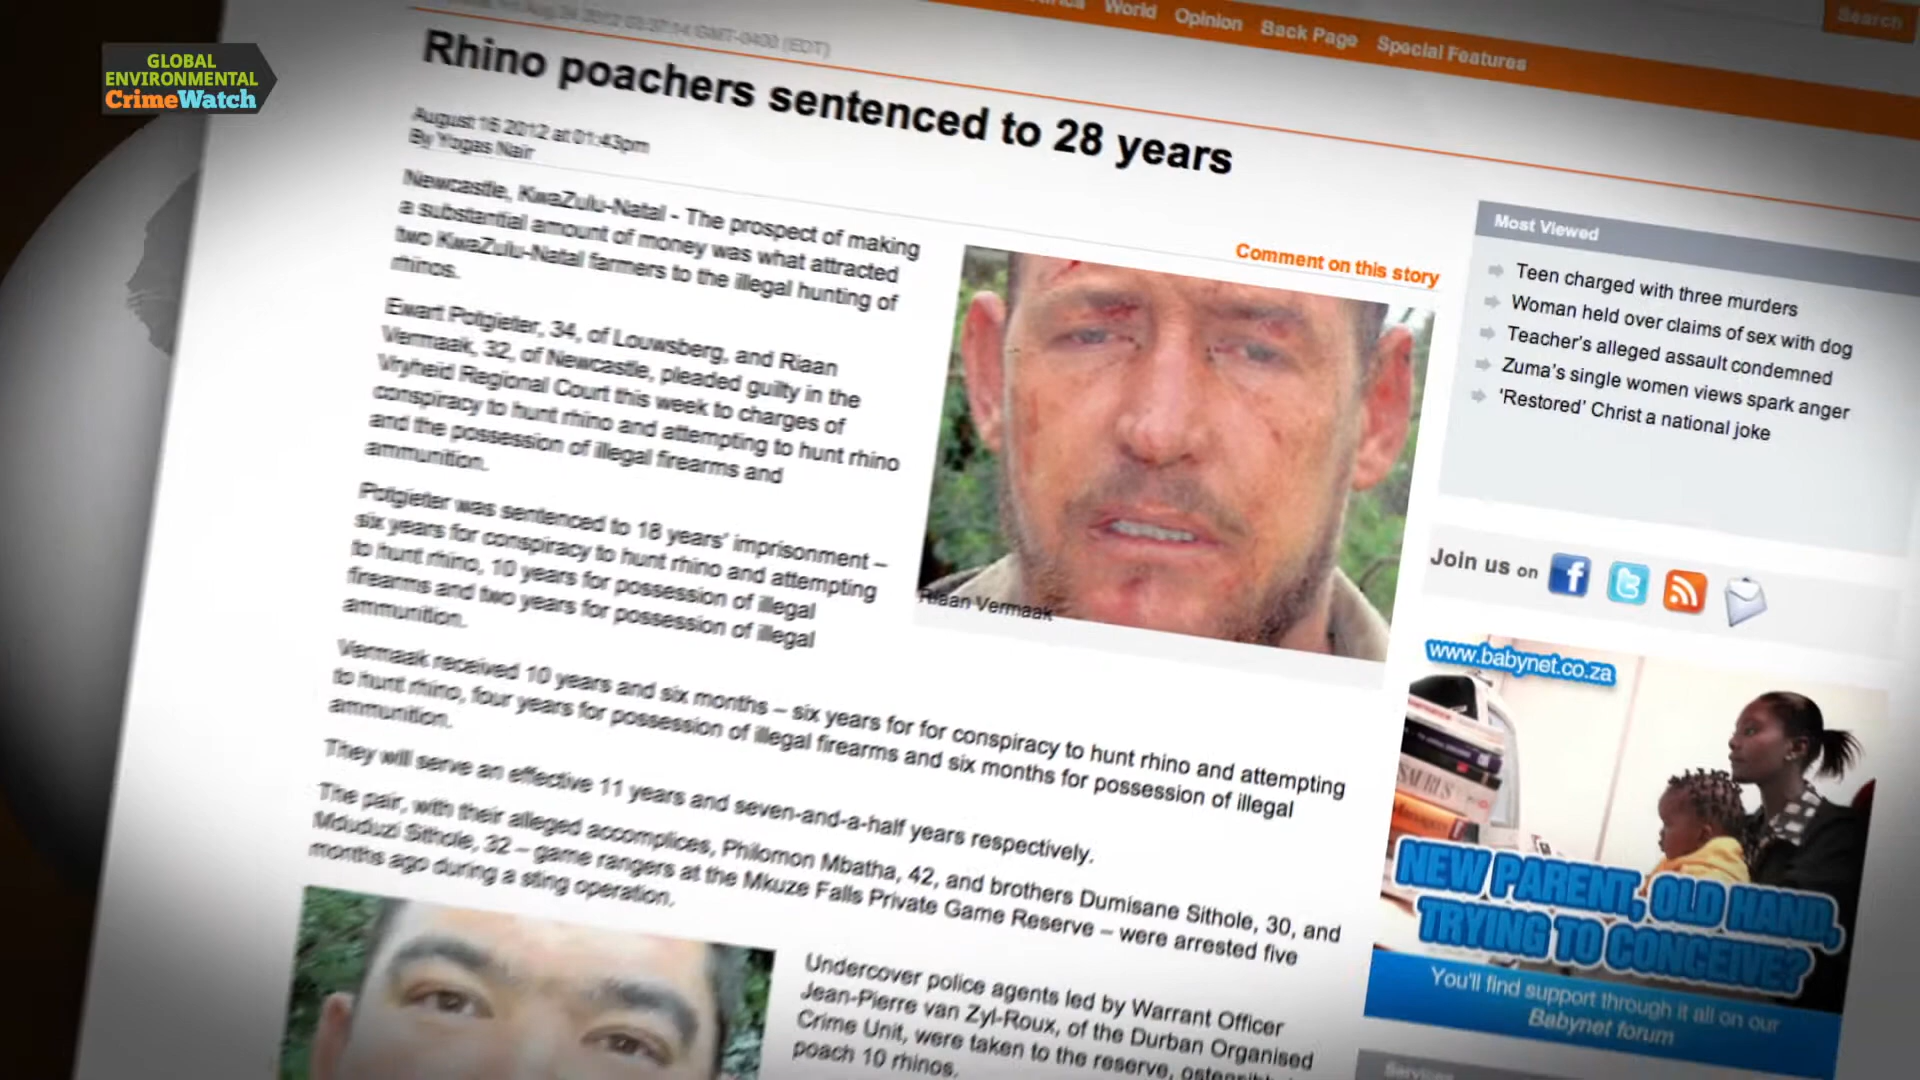 GLOBAL
ENVIRONMENTAL
CrimeWatch
World Opinion Back Page Special Features
Search
Rhino poachers sentenced to 28 years
August 16 2012 at 01:43pm
By Yogas Nair
Comment on this story
Newcastle, KwaZulu-Natal - The prospect of making
a substantial amount of money was what attracted
two KwaZulu-Natal farmers to the illegal hunting of
rhinos.
Ewart Potgieter, 34, of Louwsberg, and Riaan
Vermaak, 32, of Newcastle, pleaded guilty in the
Vryheid Regional Court this week to charges of
conspiracy to hunt rhino and attempting to hunt rhino
and the possession of illegal firearms and
ammunition.
Potgieter was sentenced to 18 years' imprisonment –
six years for conspiracy to hunt rhino and attempting
to hunt rhino, 10 years for possession of illegal
firearms and two years for possession of illegal
ammunition.
Riaan Vermaak
Vermaak received 10 years and six months – six years for for conspiracy to hunt rhino and attempting
to hunt rhino, four years for possession of illegal firearms and six months for possession of illegal
ammunition.
They will serve an effective 11 years and seven-and-a-half years respectively.
The pair, with their alleged accomplices, Philomon Mbatha, 42, and brothers Dumisane Sithole, 30, and
Mduduzi Sithole, 32 – game rangers at the Mkuze Falls Private Game Reserve – were arrested five
months ago during a sting operation.
Undercover police agents led by Warrant Officer
Jean-Pierre van Zyl-Roux, of the Durban Organised
Crime Unit, were taken to the reserve, ostensibl
poach 10 rhinos.
Most Viewed
Teen charged with three murders
Woman held over claims of sex with dog
Teacher's alleged assault condemned
Zuma's single women views spark anger
'Restored' Christ a national joke
Join us on
www.babynet.co.za
NEW PARENT, OLD HAND,
TRYING TO CONCEIVE?
You'll find support through it all on our
Babynet forum
Services